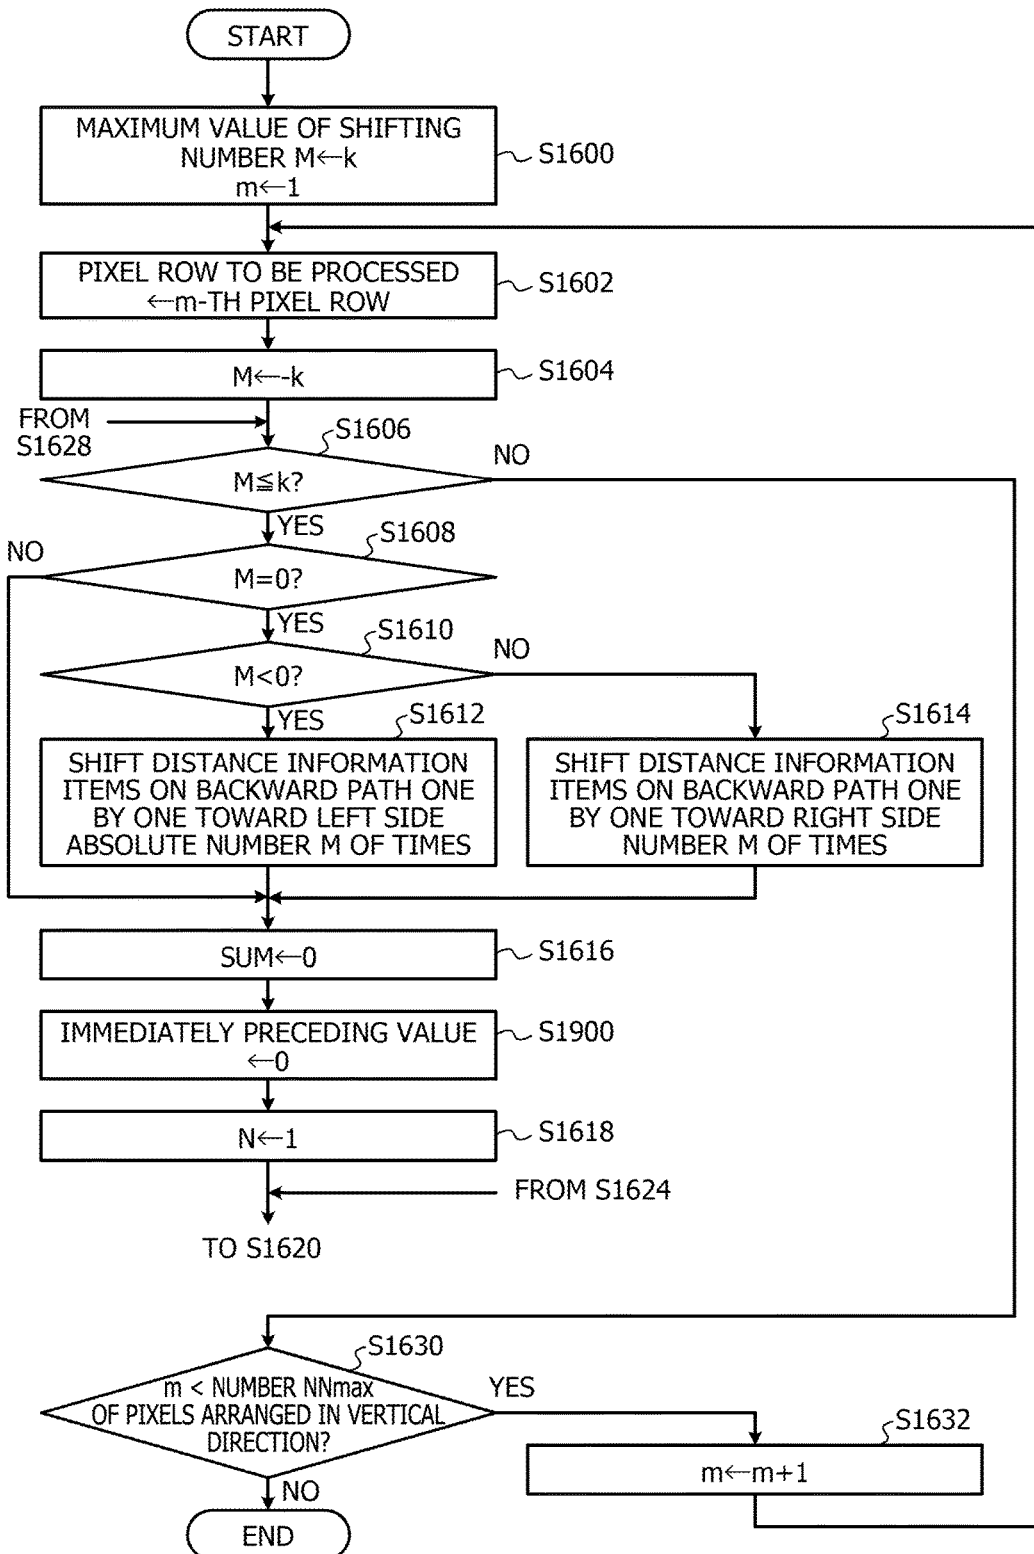 START
MAXIMUM VALUE OF SHIFTING
NUMBER M←k
m←1
S1600
PIXEL ROW TO BE PROCESSED
←m-TH PIXEL ROW
S1602
M←-k
S1604
FROM
S1628
S1606
NO
M≦k?
YES
S1608
NO
M=0?
YES
S1610
NO
M<0?
YES
S1612
S1614
SHIFT DISTANCE INFORMATION
ITEMS ON BACKWARD PATH ONE
BY ONE TOWARD LEFT SIDE
ABSOLUTE NUMBER M OF TIMES
SHIFT DISTANCE INFORMATION
ITEMS ON BACKWARD PATH ONE
BY ONE TOWARD RIGHT SIDE
NUMBER M OF TIMES
SUM←0
S1616
IMMEDIATELY PRECEDING VALUE
←0
S1900
N←1
S1618
FROM S1624
TO S1620
S1630
m < NUMBER NNmax
OF PIXELS ARRANGED IN VERTICAL
DIRECTION?
YES
S1632
m←m+1
NO
END